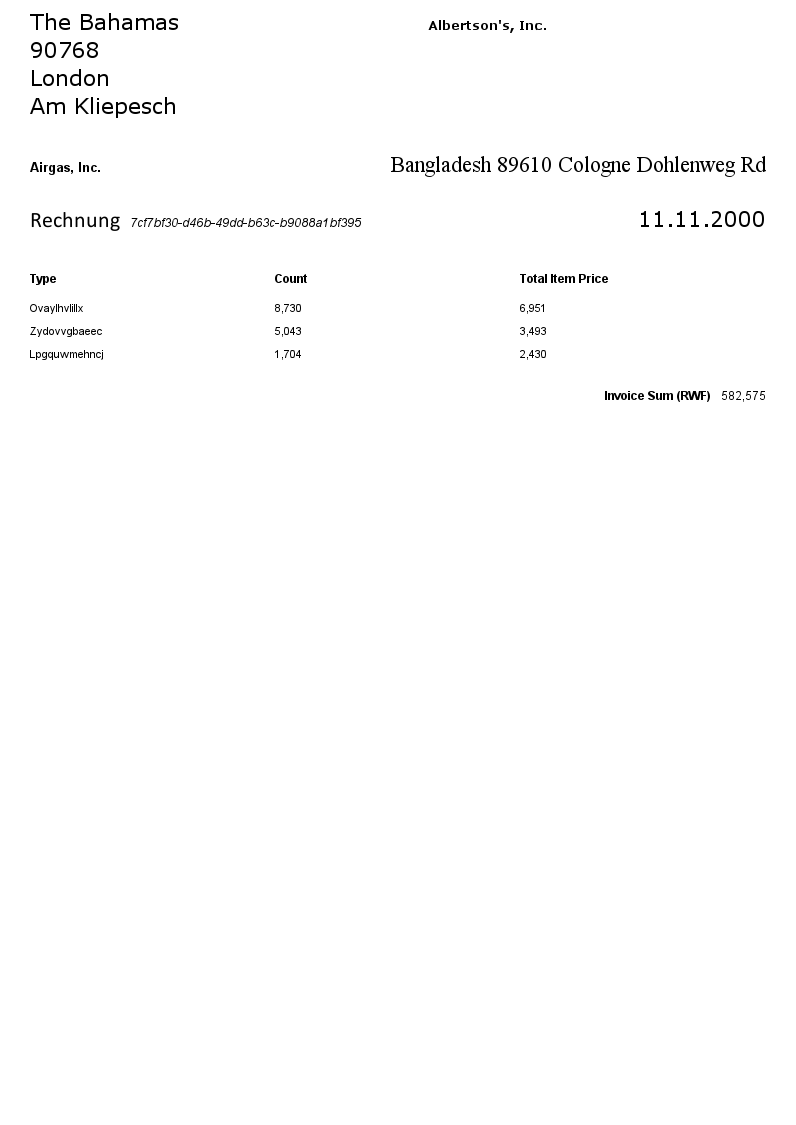 The Bahamas
90768
London
Am Kliepesch
Albertson's, Inc.
Airgas, Inc.
Bangladesh 89610 Cologne Dohlenweg Rd
Rechnung 7cf7bf30-d46b-49dd-b63c-b9088a1bf395
11.11.2000
Type Count Total Item Price
Ovaylhvlillx 8,730 6,951
Zydovvgbaeec 5,043 3,493
Lpgquwmehncj 1,704 2,430
Invoice Sum (RWF) 582,575